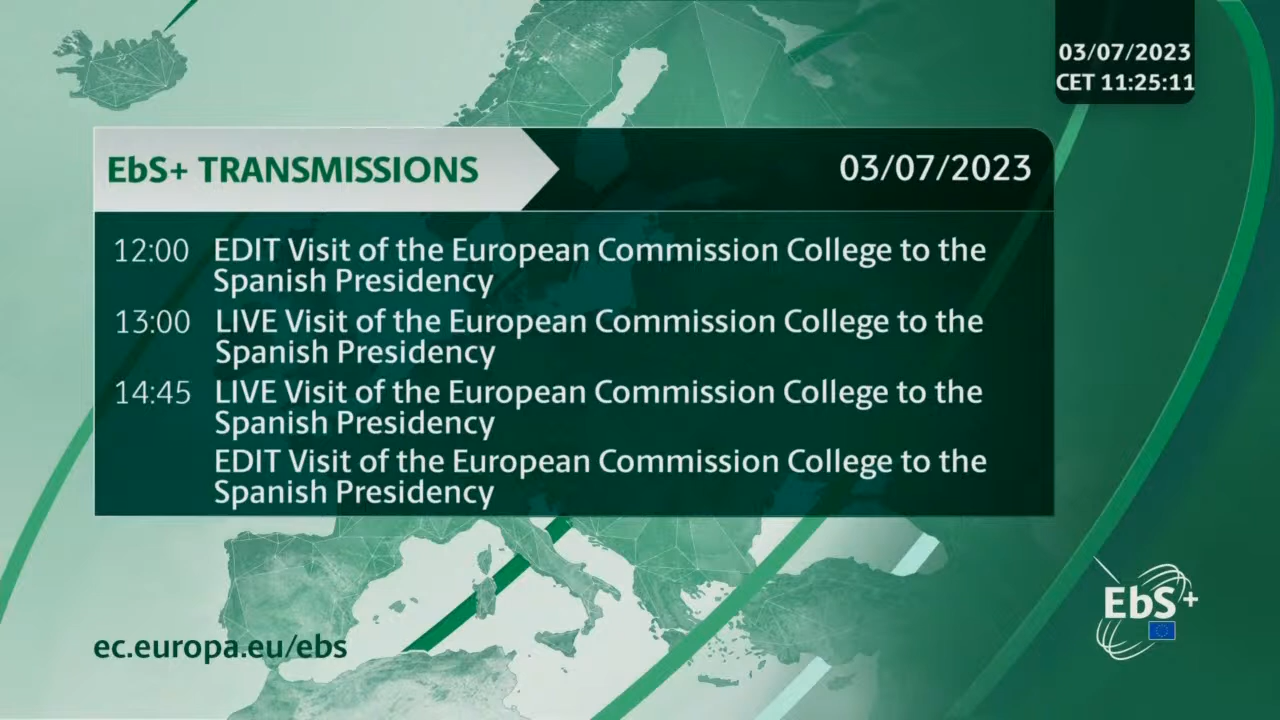 03/07/2023
CET 11:25:11
EbS+ TRANSMISSIONS
03/07/2023
12:00 EDIT Visit of the European Commission College to the
Spanish Presidency
13:00 LIVE Visit of the European Commission College to the
Spanish Presidency
14:45 LIVE Visit of the European Commission College to the
Spanish Presidency
EDIT Visit of the European Commission College to the
Spanish Presidency
EbS+
ec.europa.eu/ebs